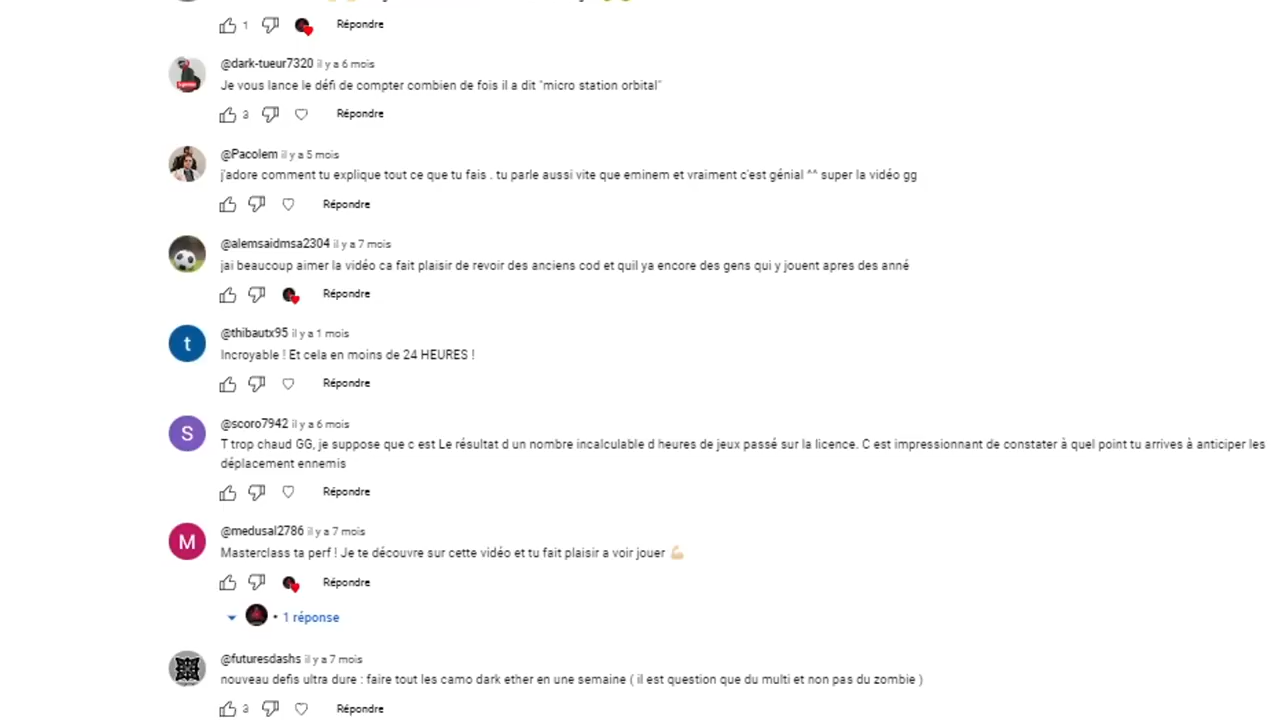 1 Répondre
@dark-tueur7320 il y a 6 mois
Je vous lance le défi de compter combien de fois il a dit "micro station orbital"
3 Répondre
@Pacolem il y a 5 mois
j'adore comment tu explique tout ce que tu fais . tu parle aussi vite que eminem et vraiment c'est génial ^^ super la vidéo gg
Répondre
@alemsaidmsa2304 il y a 7 mois
jai beaucoup aimer la vidéo ca fait plaisir de revoir des anciens cod et quil ya encore des gens qui y jouent apres des anné
Répondre
t
@thibautx95 il y a 1 mois
Incroyable ! Et cela en moins de 24 HEURES !
Répondre
S
@scoro7942 il y a 6 mois
T trop chaud GG, je suppose que c est Le résultat d un nombre incalculable d heures de jeux passé sur la licence. C est impressionnant de constater à quel point tu arrives à anticiper les
déplacement ennemis
Répondre
M
@medusal2786 il y a 7 mois
Masterclass ta perf ! Je te découvre sur cette vidéo et tu fait plaisir a voir jouer 💪🏻
Répondre
• 1 réponse
@futuresdashs il y a 7 mois
nouveau defis ultra dure : faire tout les camo dark ether en une semaine ( il est question que du multi et non pas du zombie )
3 Répondre